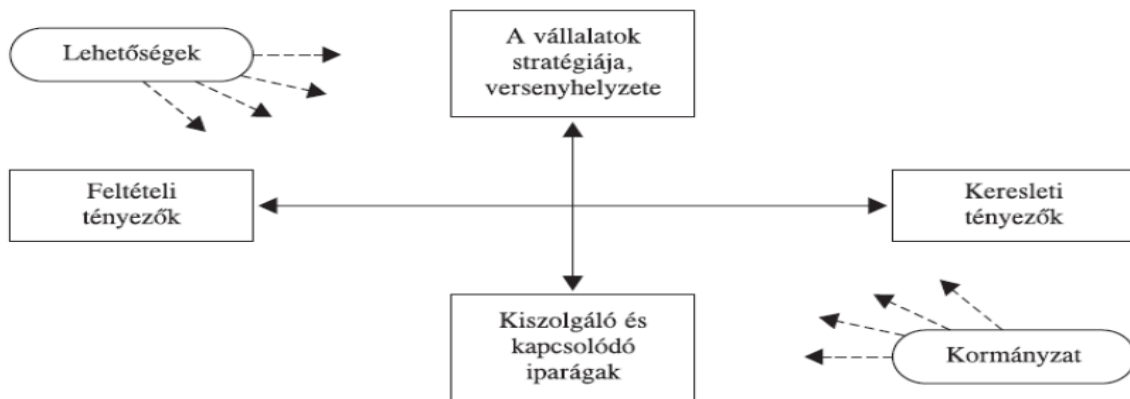 Lehetőségek
A vállalatok
stratégiája,
versenyhelyzete
Feltételi
tényezők
Keresleti
tényezők
Kiszolgáló és
kapcsolódó
iparágak
Kormányzat